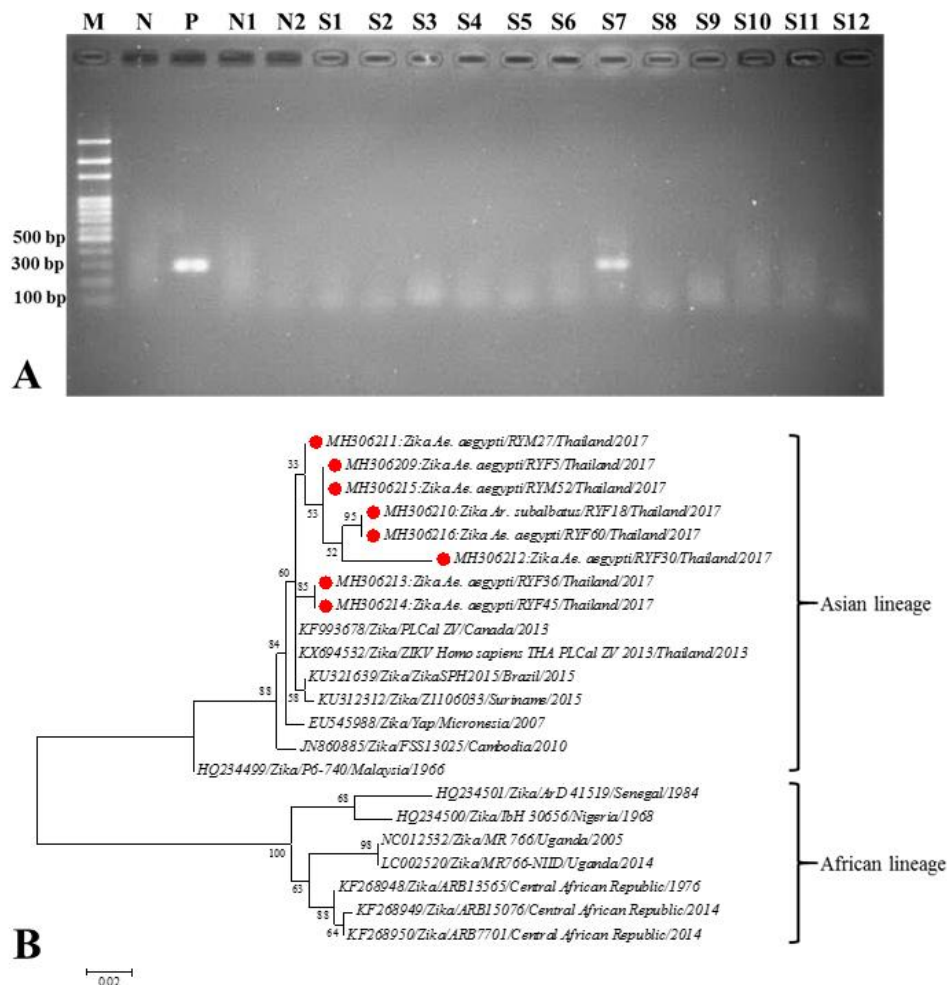 M N P N1 N2 S1 S2 S3 S4 S5 S6 S7 S8 S9 S10 S11 S12
500 bp
300 bp
100 bp
A
MH306211:Zika Ae. aegypti/RYM27/Thailand/2017
33
MH306209:Zika Ae. aegypti/RYF5/Thailand/2017
MH306215:Zika Ae. aegypti/RYM52/Thailand/2017
53
MH306210:Zika Ar. subalbatus/RYF18/Thailand/2017
95
MH306216:Zika Ae. aegypti/RYF60/Thailand/2017
52
MH306212:Zika Ae. aegypti/RYF30/Thailand/2017
60
MH306213:Zika Ae. aegypti/RYF36/Thailand/2017
85
MH306214:Zika Ae. aegypti/RYF45/Thailand/2017
Asian lineage
KF993678/Zika/PLCal ZV/Canada/2013
84
KX694532/Zika/ZIKV Homo sapiens THA PLCal ZV 2013/Thailand/2013
KU321639/Zika/ZikaSPH2015/Brazil/2015
88
58
KU312312/Zika/Z1106033/Suriname/2015
EU545988/Zika/Yap/Micronesia/2007
JN860885/Zika/FSS13025/Cambodia/2010
HQ234499/Zika/P6-740/Malaysia/1966
HQ234501/Zika/ArD 41519/Senegal/1984
68
HQ234500/Zika/IbH 30656/Nigeria/1968
NC012532/Zika/MR 766/Uganda/2005
98
100
LC002520/Zika/MR766-NIID/Uganda/2014
African lineage
63
KF268948/Zika/ARB13565/Central African Republic/1976
88
KF268949/Zika/ARB15076/Central African Republic/2014
64
KF268950/Zika/ARB7701/Central African Republic/2014
B
0.02